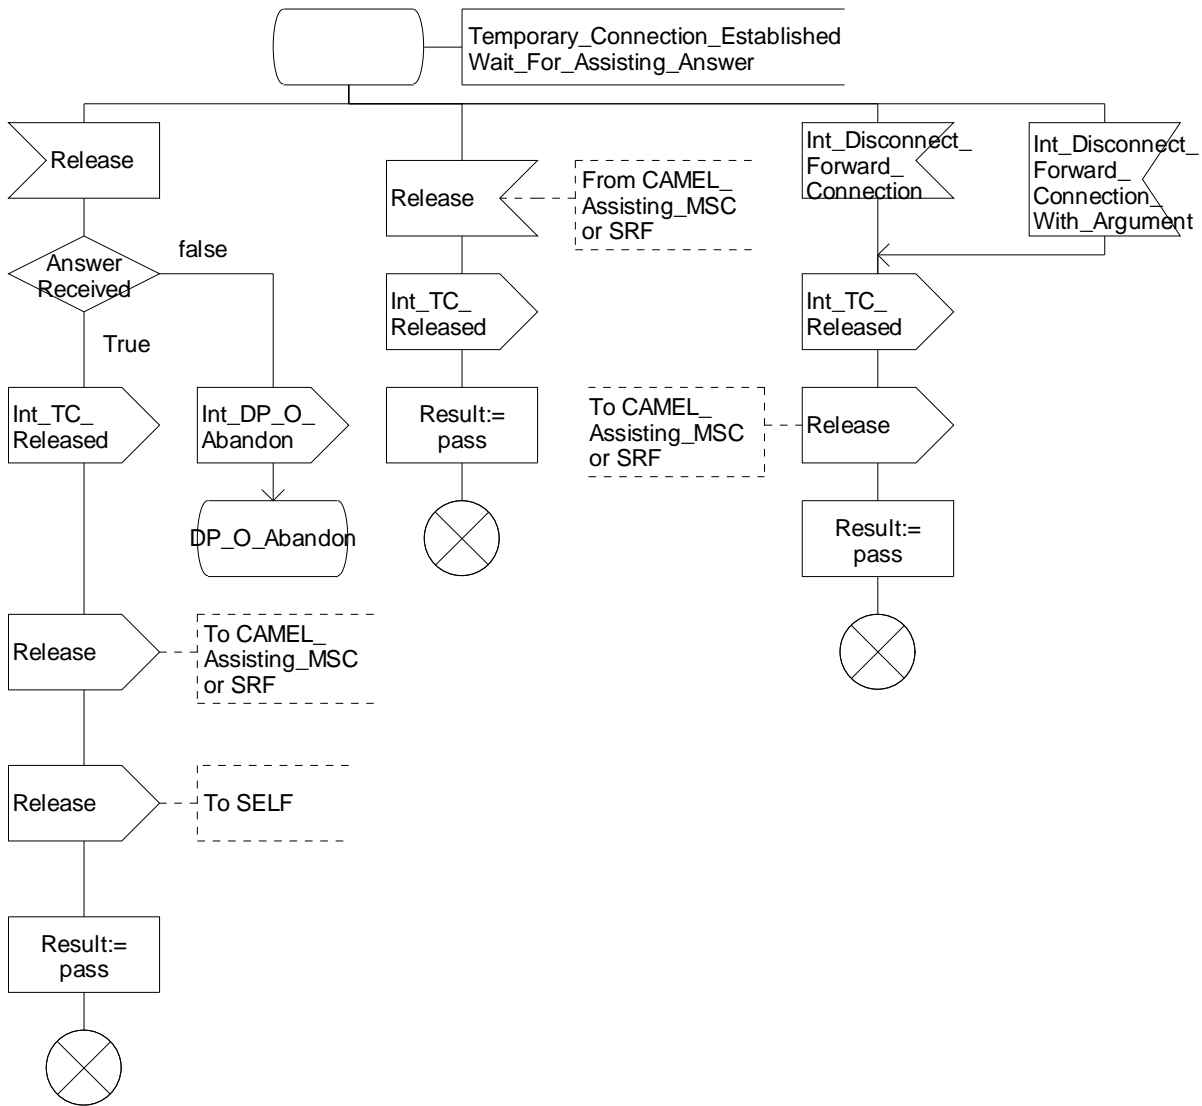 Temporary_Connection_Established
Wait_For_Assisting_Answer
Release
Release
From CAMEL_
Assisting_MSC
or SRF
Int_Disconnect_
Forward_
Connection
Int_Disconnect_
Forward_
Connection_
With_Argument
Answer
Received
false
True
Int_TC_
Released
Int_TC_
Released
Int_TC_
Released
Int_DP_O_
Abandon
Result:=
pass
To CAMEL_
Assisting_MSC
or SRF
Release
DP_O_Abandon
Result:=
pass
Release
To CAMEL_
Assisting_MSC
or SRF
Release
To SELF
Result:=
pass